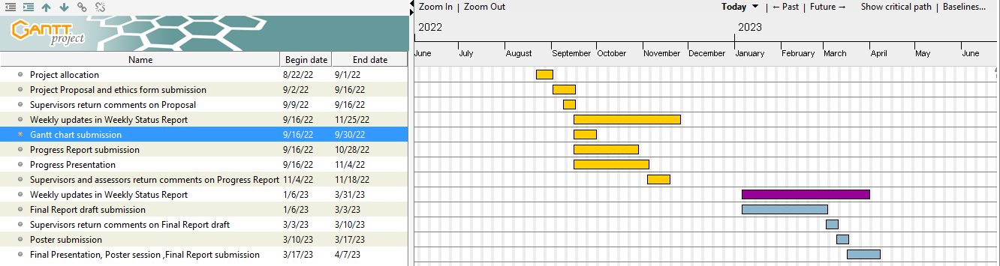 Zoom In | Zoom Out Today ▼ | ← Past | Future → Show critical path | Baselines...
GANTT project
2022 2023
Name Begin date End date
June July August September October November December January February March April May June
Project allocation 8/22/22 9/1/22
Project Proposal and ethics form submission 9/2/22 9/16/22
Supervisors return comments on Proposal 9/9/22 9/16/22
Weekly updates in Weekly Status Report 9/16/22 11/25/22
Gantt chart submission 9/16/22 9/30/22
Progress Report submission 9/16/22 10/28/22
Progress Presentation 9/16/22 11/4/22
Supervisors and assessors return comments on Progress Report 11/4/22 11/18/22
Weekly updates in Weekly Status Report 1/6/23 3/31/23
Final Report draft submission 1/6/23 3/3/23
Supervisors return comments on Final Report draft 3/3/23 3/10/23
Poster submission 3/10/23 3/17/23
Final Presentation, Poster session ,Final Report submission 3/17/23 4/7/23